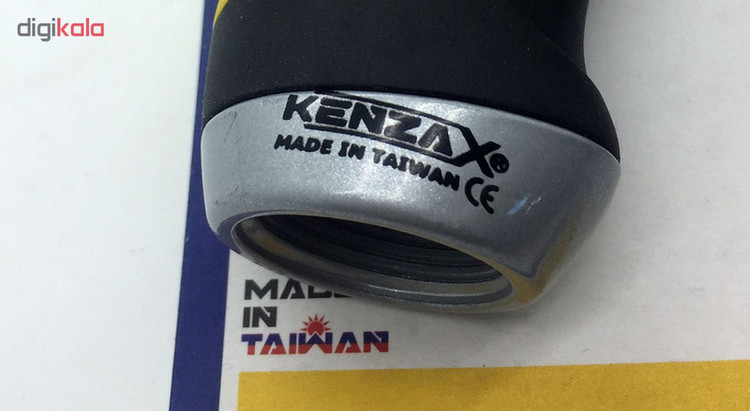 digikala
KENZAX®
MADE IN TAIWAN CE
MADE
IN
TAIWAN